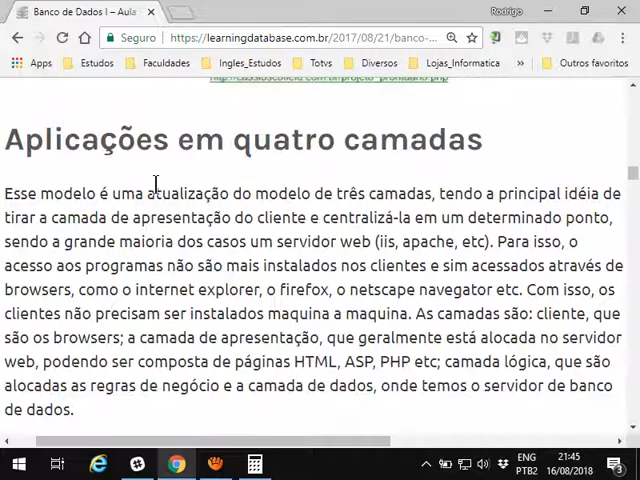 Banco de Dados I – Aula
Rodrigo
Seguro
https://learningdatabase.com.br/2017/08/21/banco-...
Apps Estudos Faculdades Ingles_Estudos Totvs Diversos Lojas_Informatica » Outros favoritos
Aplicações em quatro camadas
Esse modelo é uma atualização do modelo de três camadas, tendo a principal idéia de
tirar a camada de apresentação do cliente e centralizá-la em um determinado ponto,
sendo a grande maioria dos casos um servidor web (iis, apache, etc). Para isso, o
acesso aos programas não são mais instalados nos clientes e sim acessados através de
browsers, como o internet explorer, o firefox, o netscape navegator etc. Com isso, os
clientes não precisam ser instalados maquina a maquina. As camadas são: cliente, que
são os browsers; a camada de apresentação, que geralmente está alocada no servidor
web, podendo ser composta de páginas HTML, ASP, PHP etc; camada lógica, que são
alocadas as regras de negócio e a camada de dados, onde temos o servidor de banco
de dados.
ENG
PTB2
21:45
16/08/2018
3